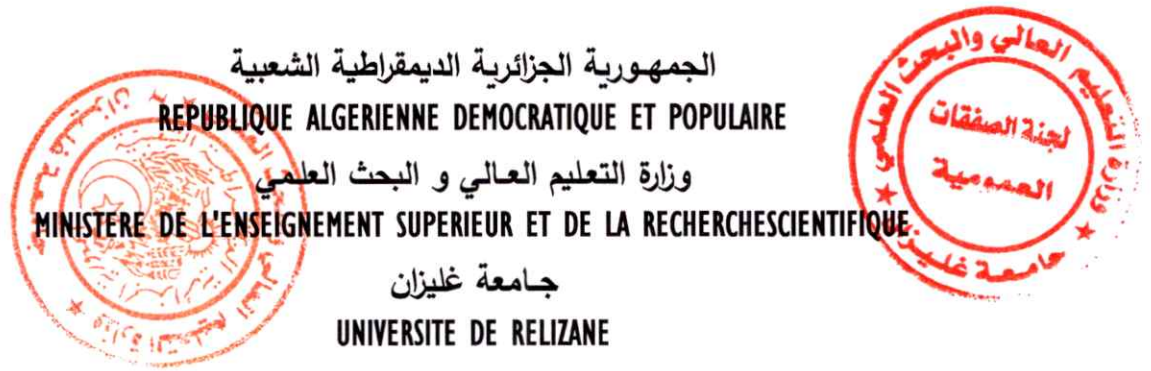 الجمهورية الجزائرية الديمقراطية الشعبية
REPUBLIQUE ALGERIENNE DEMOCRATIQUE ET POPULAIRE
وزارة التعليم العالي و البحث العلمي
MINISTERE DE L'ENSEIGNEMENT SUPERIEUR ET DE LA RECHERCHESCIENTIFIQUE
جامعة غليزان
UNIVERSITE DE RELIZANE
وزارة التعليم العالي والبحث العلمي
لجنة الصفقات
العمومية
جامعة غليزان